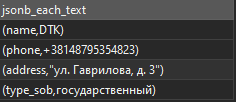 jsonb_each_text
(name,DTK)
(phone,+38148795354823)
(address,"ул. Гаврилова, д. 3")
(type_sob,государственный)